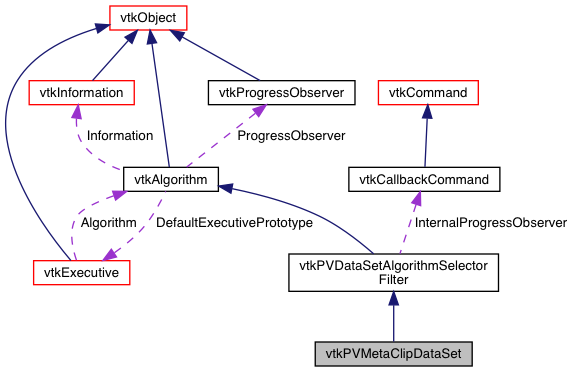 vtkObject
vtkInformation
vtkProgressObserver
vtkCommand
Information
ProgressObserver
vtkAlgorithm
vtkCallbackCommand
Algorithm
DefaultExecutivePrototype
InternalProgressObserver
vtkExecutive
vtkPVDataSetAlgorithmSelector
Filter
vtkPVMetaClipDataSet